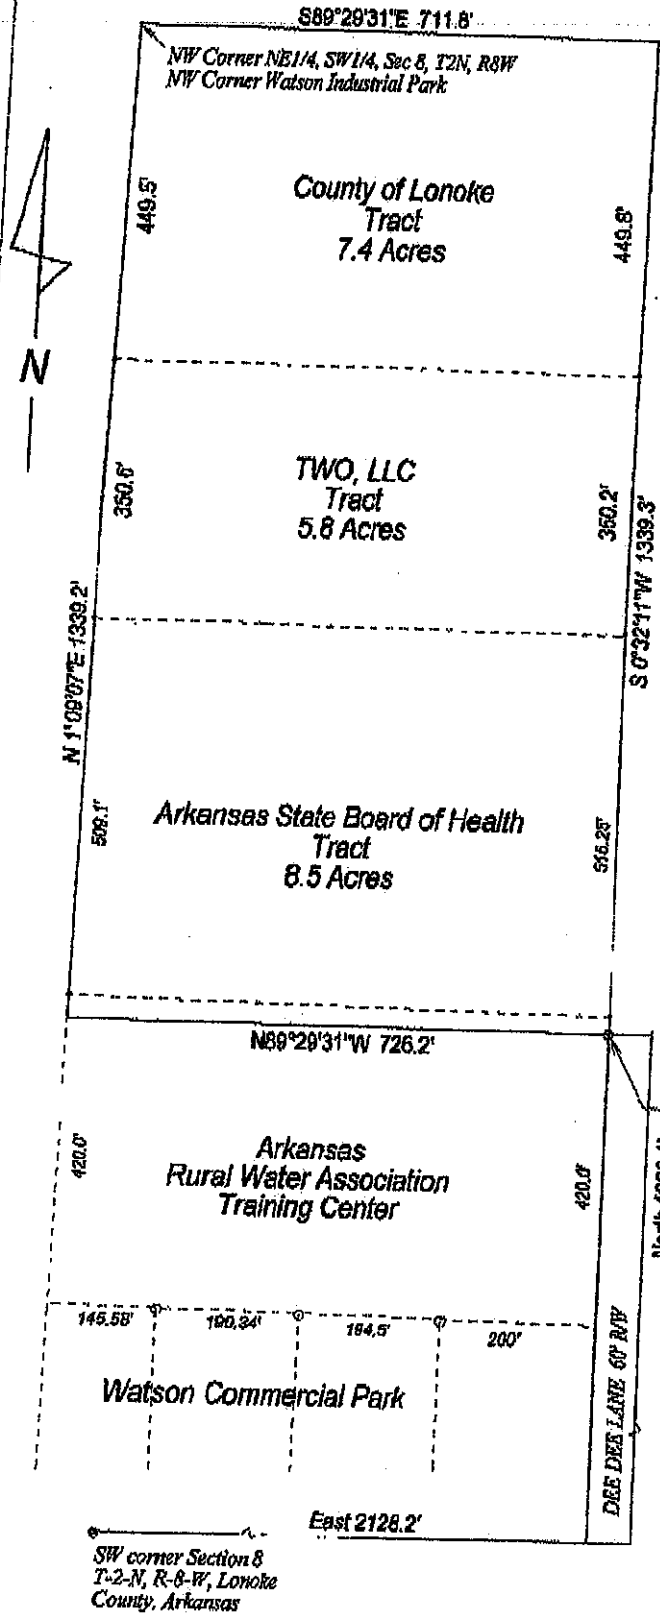 S89°29'31"E 711.8'
NW Corner NE1/4, SW1/4, Sec 8, T2N, R8W
NW Corner Watson Industrial Park
449.5'
County of Lonoke
Tract
7.4 Acres
449.8'
N
350.6'
TWO, LLC
Tract
5.8 Acres
350.2'
S 0°32'11"W 1339.3'
N 1°09'07"E 1339.2'
509.1'
Arkansas State Board of Health
Tract
8.5 Acres
N89°29'31"W 726.2'
420.0'
Arkansas
Rural Water Association
Training Center
420.0'
North
145.58'
190.34'
194.5'
200'
Watson Commercial Park
DEE DEE LANE 60' R/W
East 2128.2'
SW corner Section 8
T-2-N, R-8-W, Lonoke
County, Arkansas